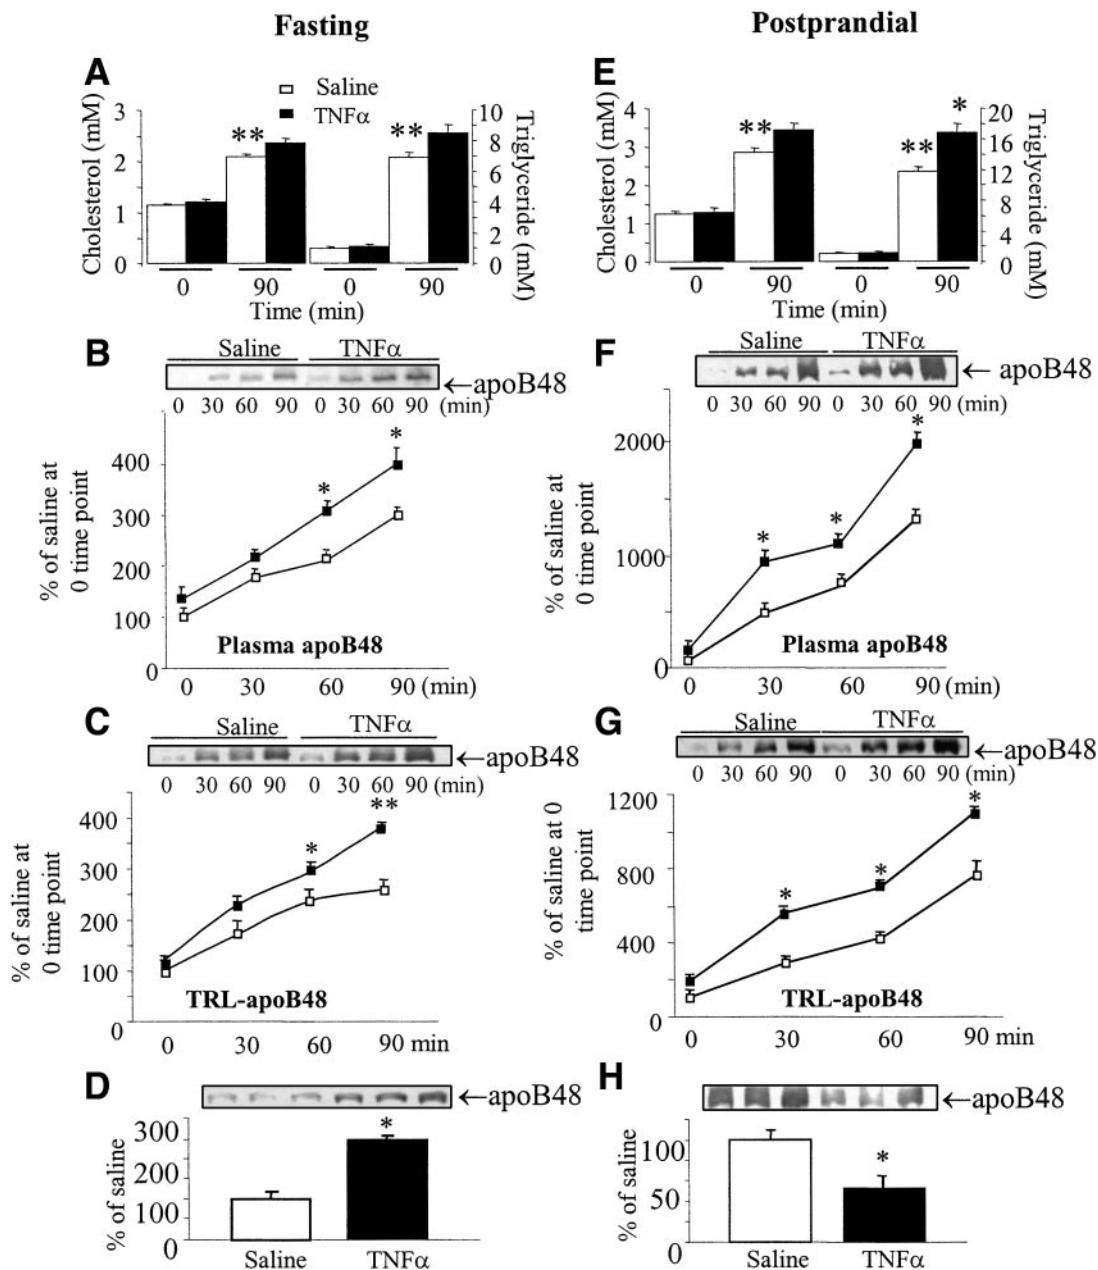 Fasting
Postprandial
A
Saline
TNFα
Cholesterol (mM)
3
2
1
0
10
8
6
4
2
0
Triglyceride (mM)
**
**
0
90
0
90
Time (min)
E
Cholesterol (mM)
4
3
2
1
0
20
16
12
8
4
0
Triglyceride (mM)
**
**
*
0
90
0
90
Time (min)
B
Saline
TNFα
←apoB48
0 30 60 90 0 30 60 90 (min)
% of saline at
0 time point
400
300
200
100
0
*
*
Plasma apoB48
0 30 60 90 (min)
F
Saline
TNFα
← apoB48
0 30 60 90 0 30 60 90 (min)
% of saline at
0 time point
2000
1000
0
*
*
*
Plasma apoB48
0 30 60 90 (min)
C
Saline
TNFα
←apoB48
0 30 60 90 0 30 60 90 (min)
% of saline at
0 time point
400
300
200
100
0
*
**
TRL-apoB48
0 30 60 90 min
G
Saline
TNFα
←apoB48
0 30 60 90 0 30 60 90 (min)
% of saline at 0
time point
1200
800
400
0
*
*
*
TRL-apoB48
0 30 60 90 min
D
←apoB48
% of saline
300
200
100
0
*
Saline
TNFα
H
←apoB48
% of saline
100
50
0
*
Saline
TNFα